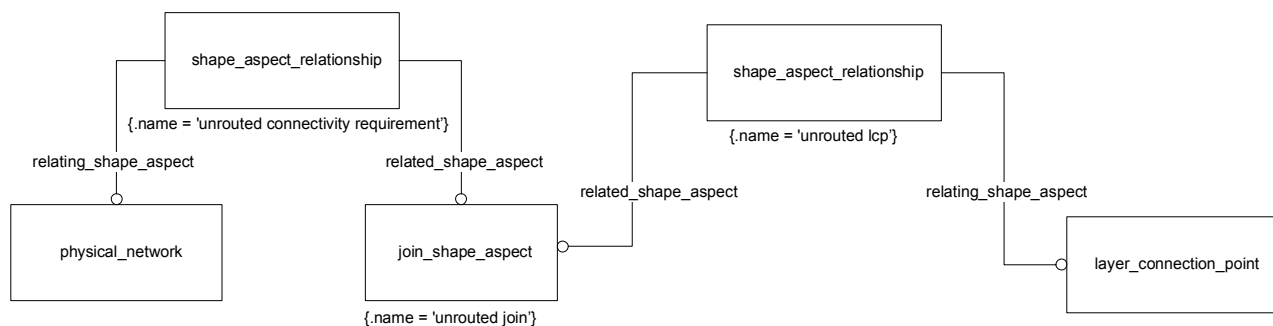 shape_aspect_relationship
{.name = 'unrouted connectivity requirement'}
shape_aspect_relationship
{.name = 'unrouted lcp'}
relating_shape_aspect
related_shape_aspect
related_shape_aspect
relating_shape_aspect
physical_network
join_shape_aspect
{.name = 'unrouted join'}
layer_connection_point